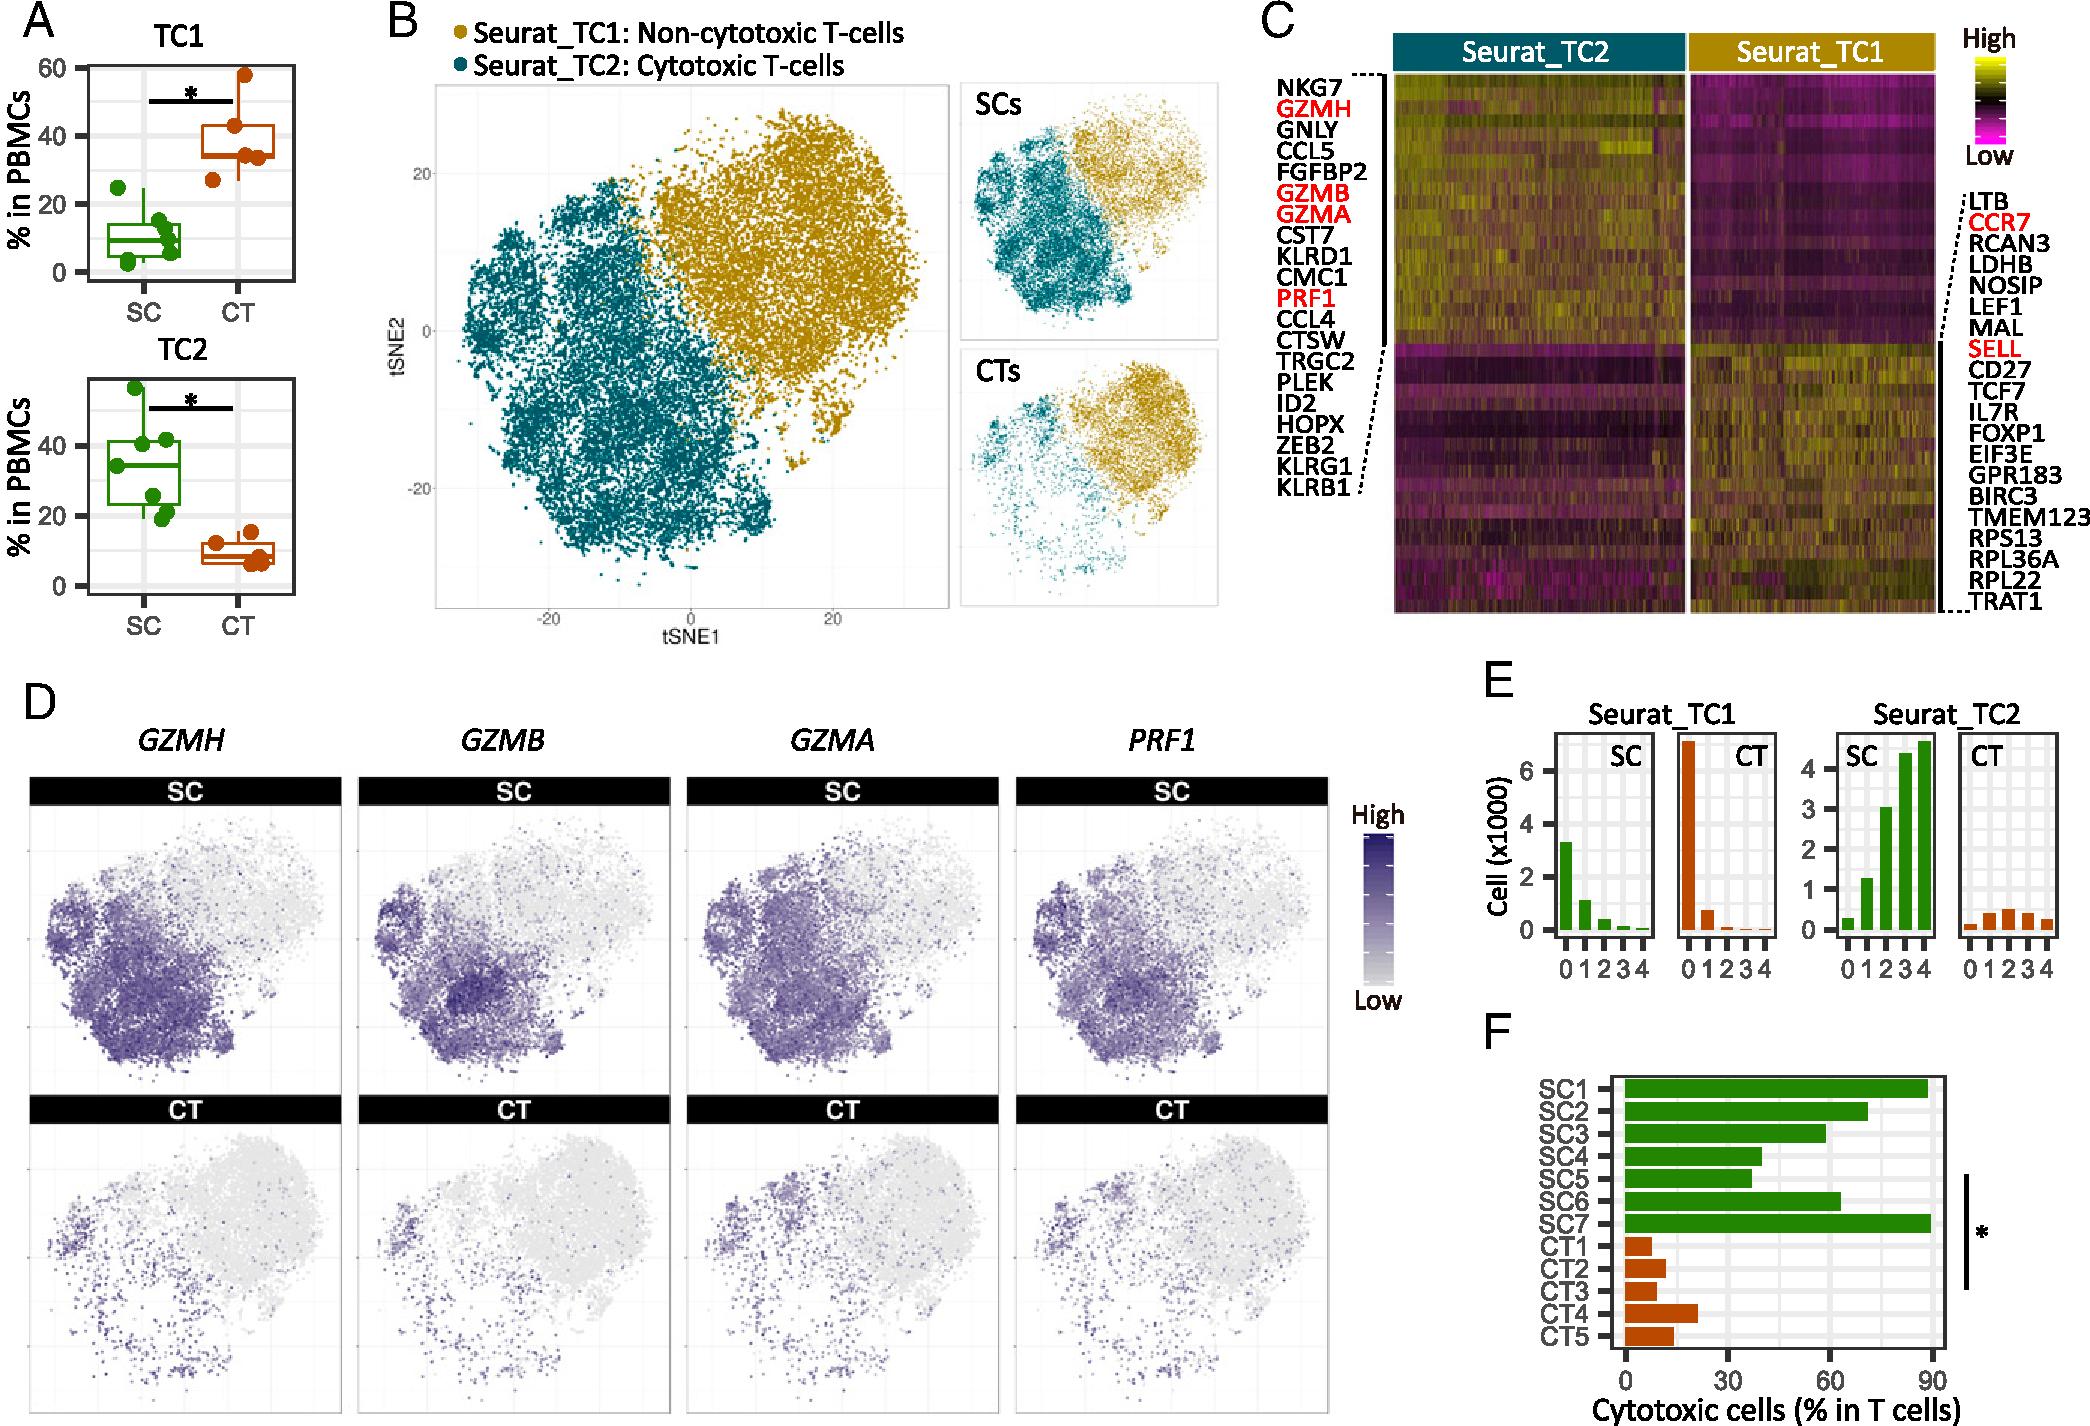 A
TC1
% in PBMCs
60
40
20
0
*
SC
CT
TC2
% in PBMCs
40
20
0
*
SC
CT
B
Seurat_TC1: Non-cytotoxic T-cells
Seurat_TC2: Cytotoxic T-cells
tSNE2
20
0
-20
-20
0
20
tSNE1
SCs
CTs
C
Seurat_TC2
Seurat_TC1
High
Low
NKG7
GZMH
GNLY
CCL5
FGFBP2
GZMB
GZMA
CST7
KLRD1
CMC1
PRF1
CCL4
CTSW
TRGC2
PLEK
ID2
HOPX
ZEB2
KLRG1
KLRB1
LTB
CCR7
RCAN3
LDHB
NOSIP
LEF1
MAL
SELL
CD27
TCF7
IL7R
FOXP1
EIF3E
GPR183
BIRC3
TMEM123
RPS13
RPL36A
RPL22
TRAT1
D
GZMH
GZMB
GZMA
PRF1
SC
SC
SC
SC
CT
CT
CT
CT
High
Low
E
Seurat_TC1
Seurat_TC2
Cell (x1000)
6
4
2
0
SC
CT
0 1 2 3 4
0 1 2 3 4
4
3
2
1
0
SC
CT
0 1 2 3 4
0 1 2 3 4
F
SC1
SC2
SC3
SC4
SC5
SC6
SC7
CT1
CT2
CT3
CT4
CT5
*
0
30
60
90
Cytotoxic cells (% in T cells)